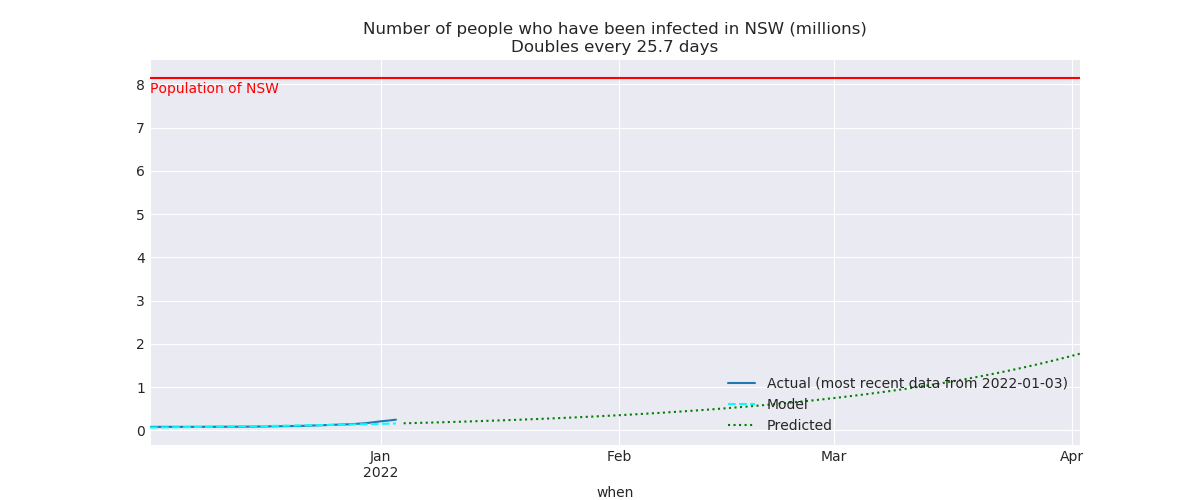 Number of people who have been infected in NSW (millions)
Doubles every 25.7 days
8
Population of NSW
7
6
5
4
3
2
1
0
Actual (most recent data from 2022-01-03)
Model
Predicted
Jan
2022
Feb
Mar
Apr
when